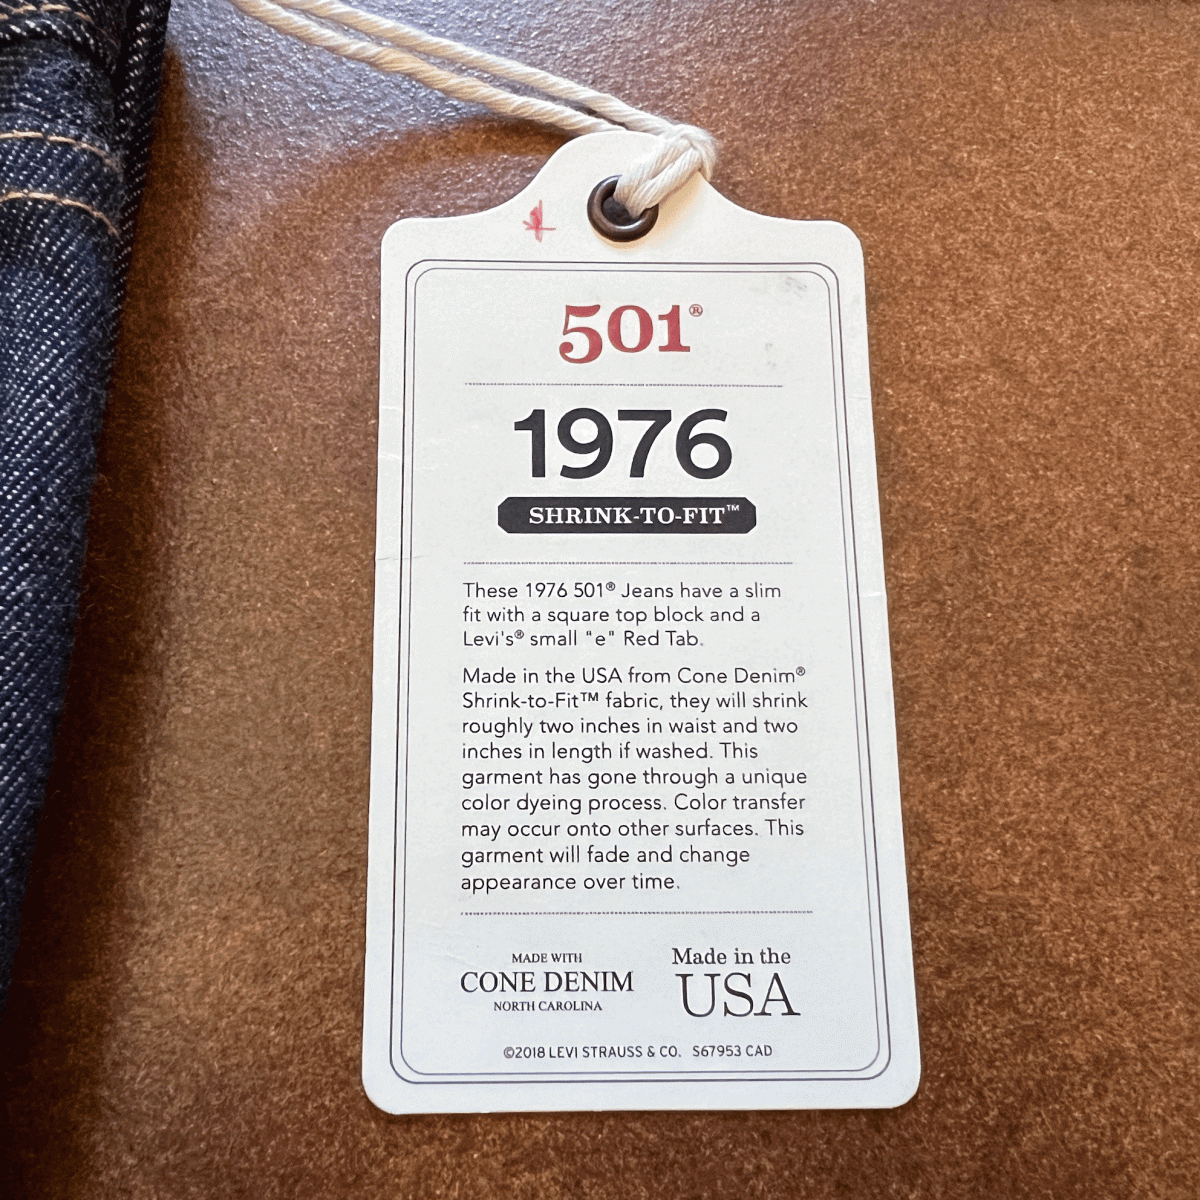 501®
1976
SHRINK-TO-FIT™
These 1976 501® Jeans have a slim
fit with a square top block and a
Levi's® small "e" Red Tab.
Made in the USA from Cone Denim®
Shrink-to-Fit™ fabric, they will shrink
roughly two inches in waist and two
inches in length if washed. This
garment has gone through a unique
color dyeing process. Color transfer
may occur onto other surfaces. This
garment will fade and change
appearance over time.
MADE WITH
CONE DENIM
NORTH CAROLINA
Made in the
USA
©2018 LEVI STRAUSS & CO. S67953 CAD